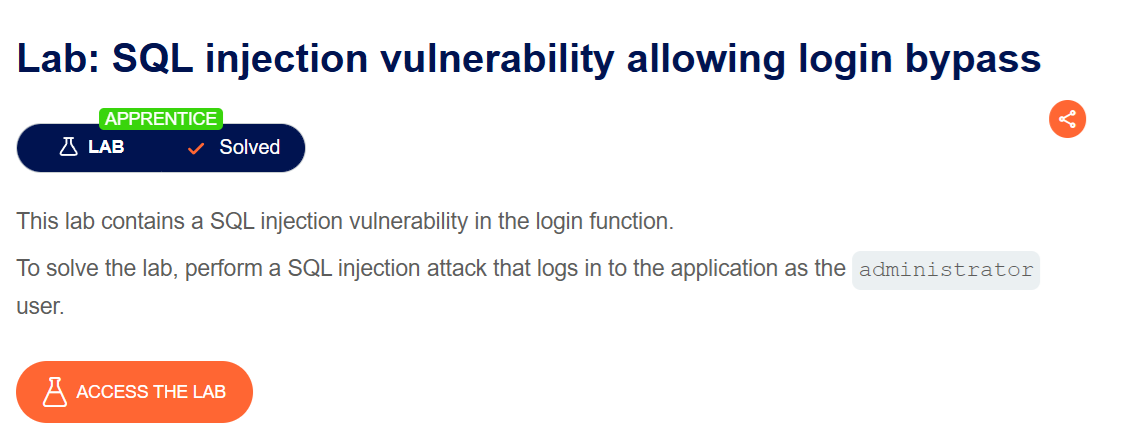 Lab: SQL injection vulnerability allowing login bypass
APPRENTICE
LAB Solved
This lab contains a SQL injection vulnerability in the login function.
To solve the lab, perform a SQL injection attack that logs in to the application as the administrator
user.
ACCESS THE LAB